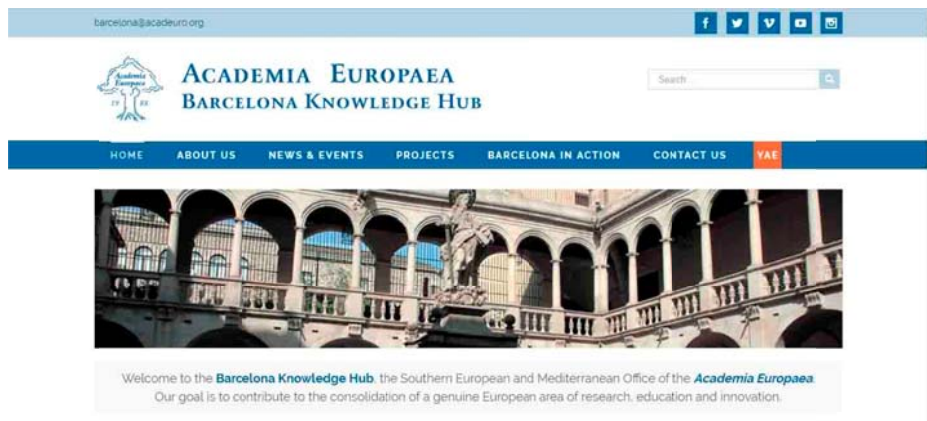 barcelona@acadeuro.org
Academia
Europaea
19 88
ACADEMIA EUROPAEA
BARCELONA KNOWLEDGE HUB
Search ...
HOME ABOUT US NEWS & EVENTS PROJECTS BARCELONA IN ACTION CONTACT US YAE
Welcome to the Barcelona Knowledge Hub, the Southern European and Mediterranean Office of the Academia Europaea.
Our goal is to contribute to the consolidation of a genuine European area of research, education and innovation.